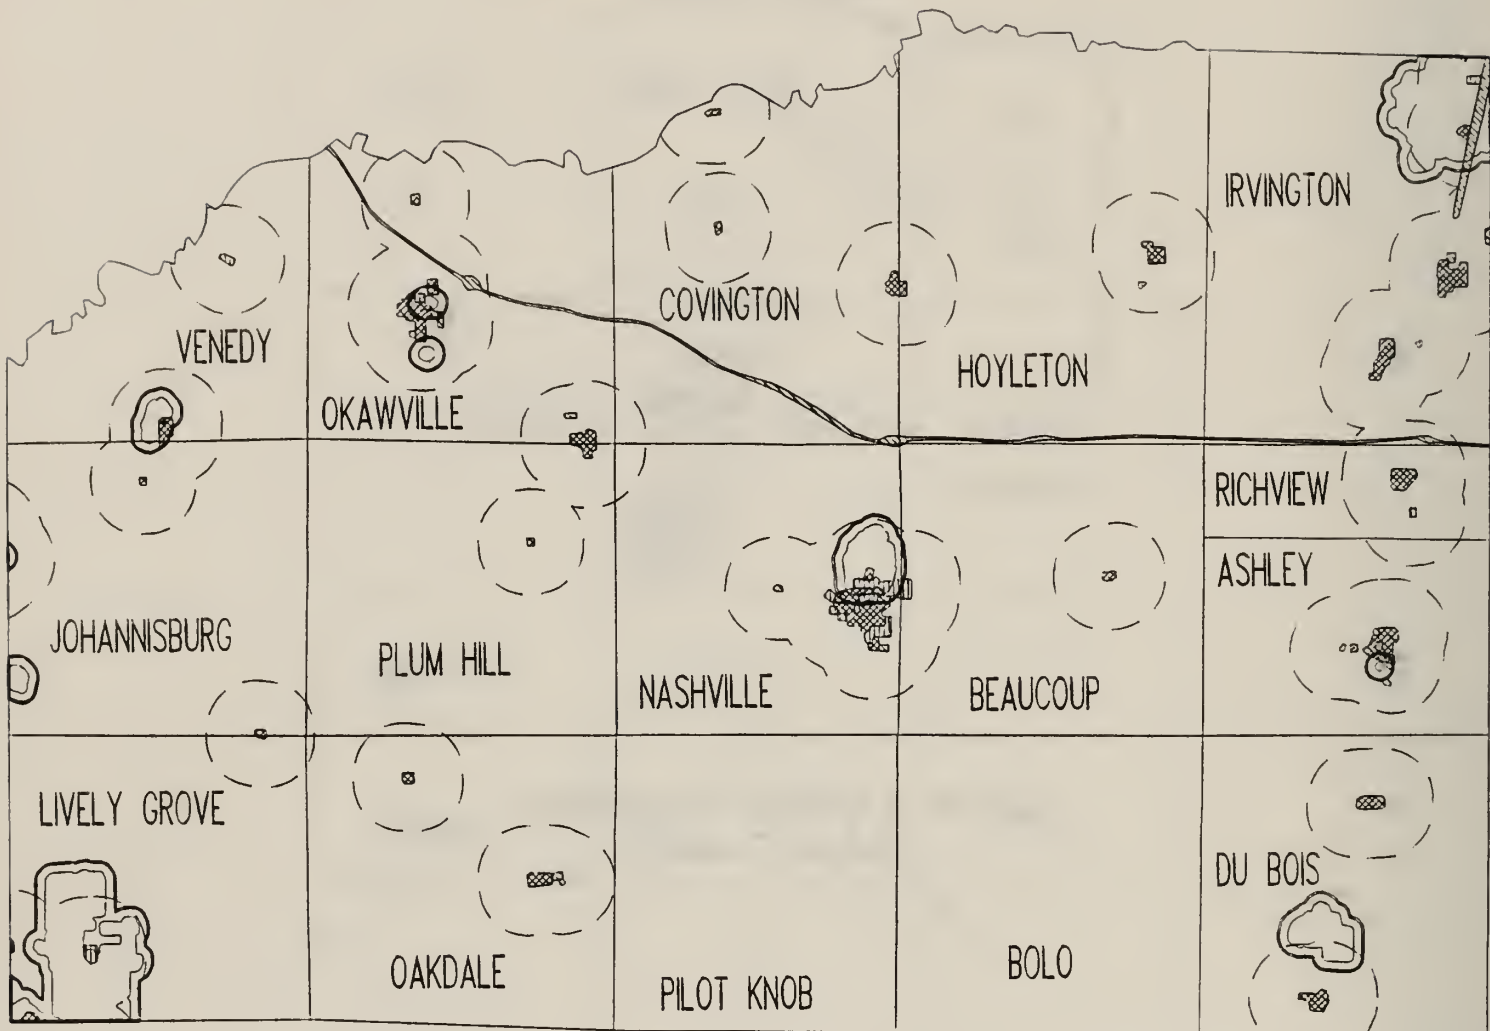 IRVINGTON
COVINGTON
VENEDY
HOYLETON
OKAWVILLE
RICHVIEW
ASHLEY
JOHANNISBURG
PLUM HILL
NASHVILLE
BEAUCOUP
LIVELY GROVE
DU BOIS
OAKDALE
BOLO
PILOT KNOB